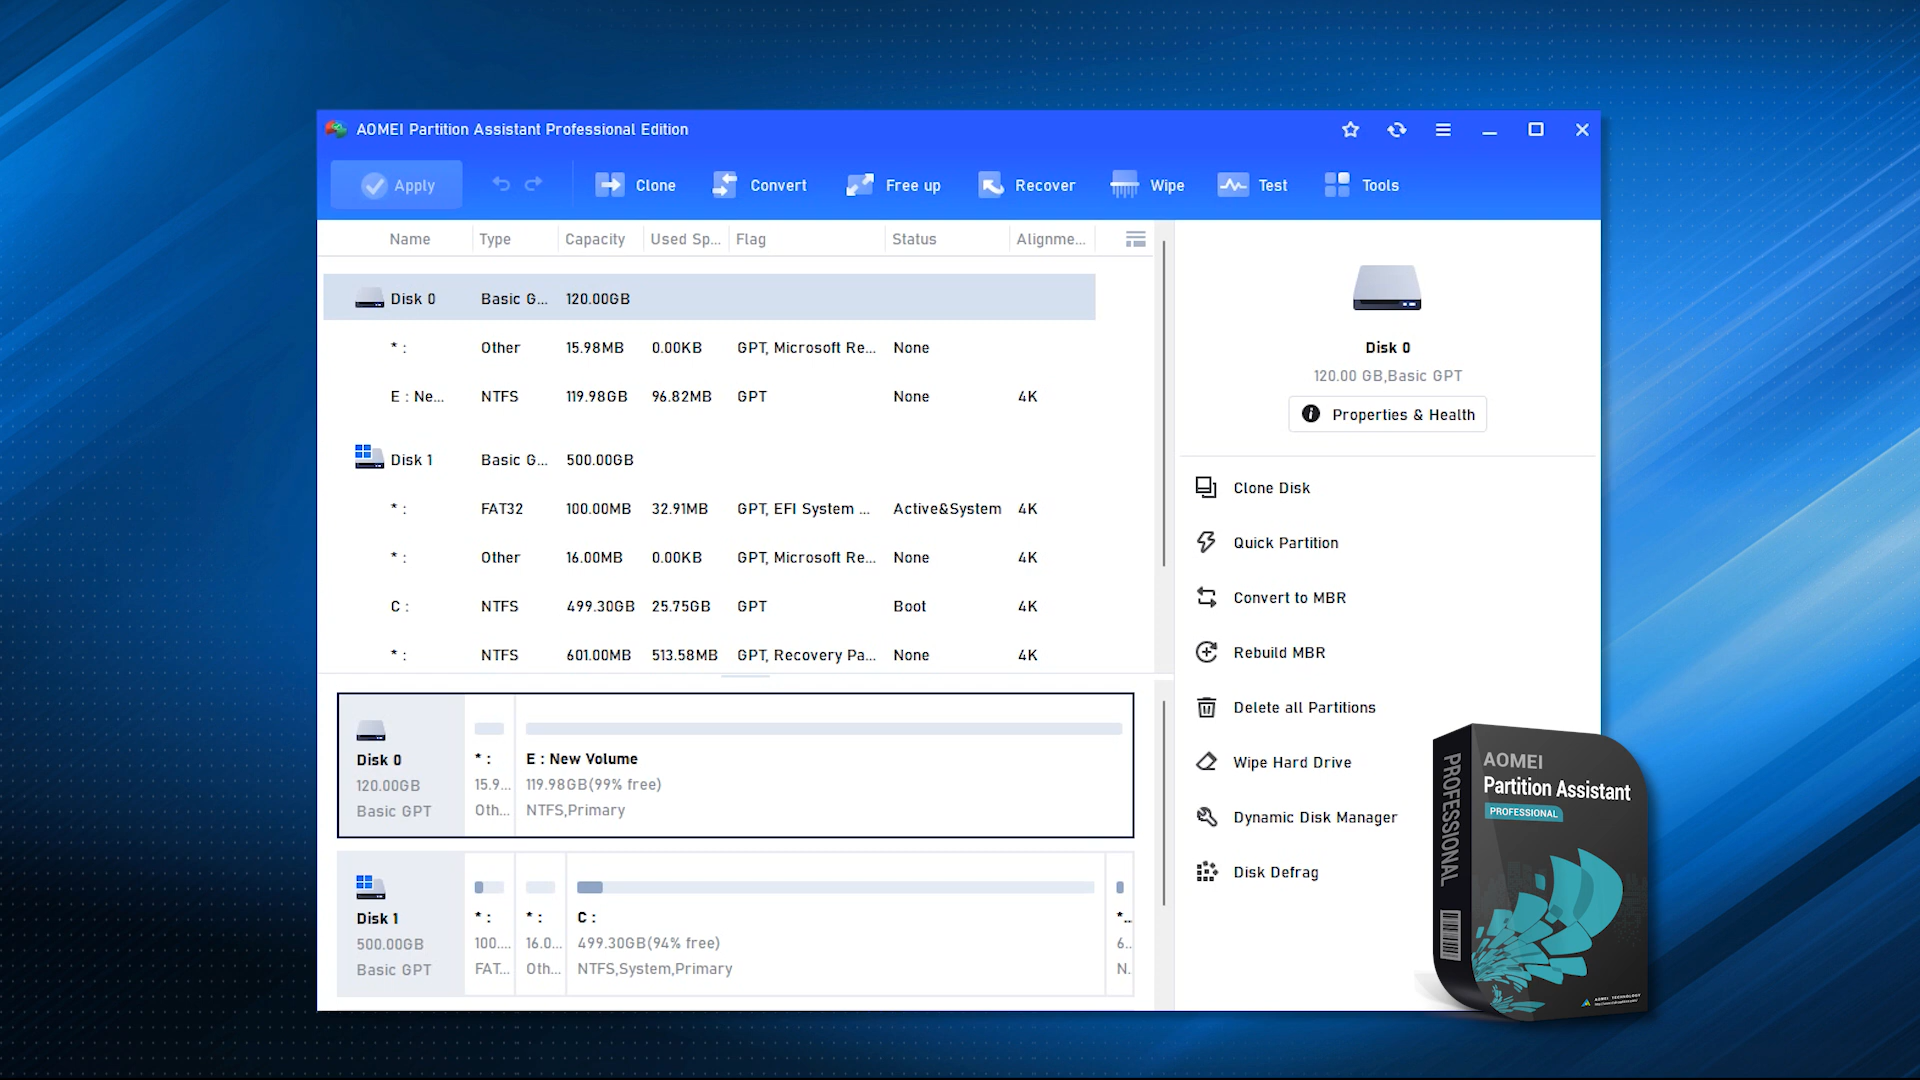 AOMEI Partition Assistant Professional Edition
Apply Clone Convert Free up Recover Wipe Test Tools
Name Type Capacity Used Sp... Flag Status Alignme...
Disk 0 Basic G... 120.00GB
* : Other 15.98MB 0.00KB GPT, Microsoft Re... None
E : Ne... NTFS 119.98GB 96.82MB GPT None 4K
Disk 1 Basic G... 500.00GB
* : FAT32 100.00MB 32.91MB GPT, EFI System ... Active&System 4K
* : Other 16.00MB 0.00KB GPT, Microsoft Re... None 4K
C : NTFS 499.30GB 25.75GB GPT Boot 4K
* : NTFS 601.00MB 513.58MB GPT, Recovery Pa... None 4K
Disk 0 * : E : New Volume
120.00GB 15.9... 119.98GB(99% free)
Basic GPT Oth... NTFS,Primary
Disk 1 * : * : C : *..
500.00GB 100.... 16.0... 499.30GB(94% free) 6..
Basic GPT FAT... Oth... NTFS,System,Primary N.
Disk 0
120.00 GB,Basic GPT
Properties & Health
Clone Disk
Quick Partition
Convert to MBR
Rebuild MBR
Delete all Partitions
Wipe Hard Drive
Dynamic Disk Manager
Disk Defrag
PROFESSIONAL
AOMEI
Partition Assistant
PROFESSIONAL
AOMEI TECHNOLOGY